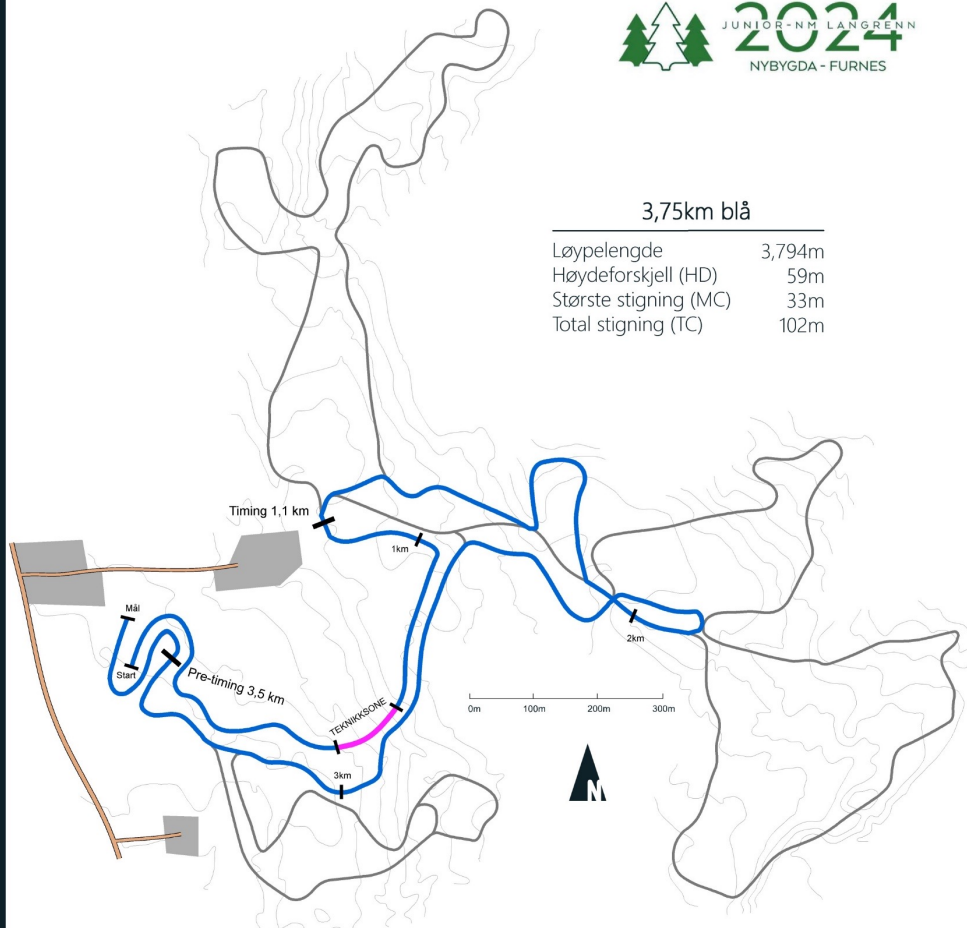 JUNIOR-NM LANGRENN
2024
NYBYGDA - FURNES
3,75km blå
Løypelengde 3,794m
Høydeforskjell (HD) 59m
Største stigning (MC) 33m
Total stigning (TC) 102m
Timing 1,1 km
1km
Mål
Start
Pre-timing 3,5 km
2km
TEKNIKKSONE
0m 100m 200m 300m
3km
N